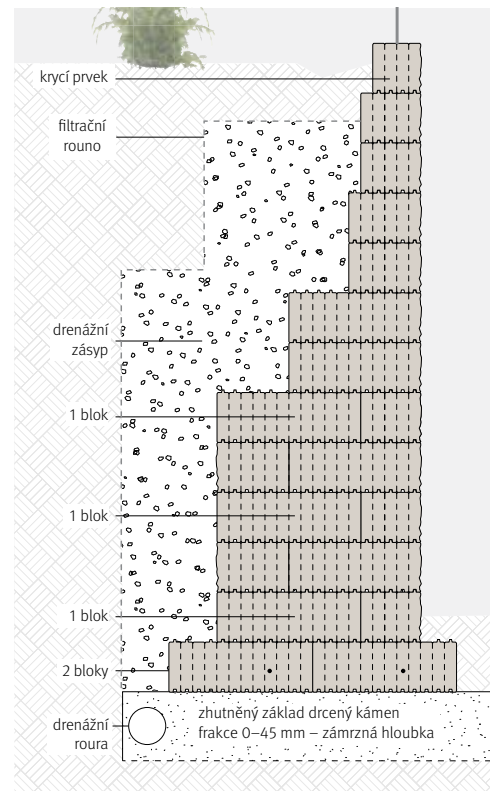 krycí prvek
filtrační
rouno
drenážní
zásyp
1 blok
1 blok
1 blok
2 bloky
drenážní
roura
zhutněný základ drcený kámen
frakce 0–45 mm – zámrzná hloubka